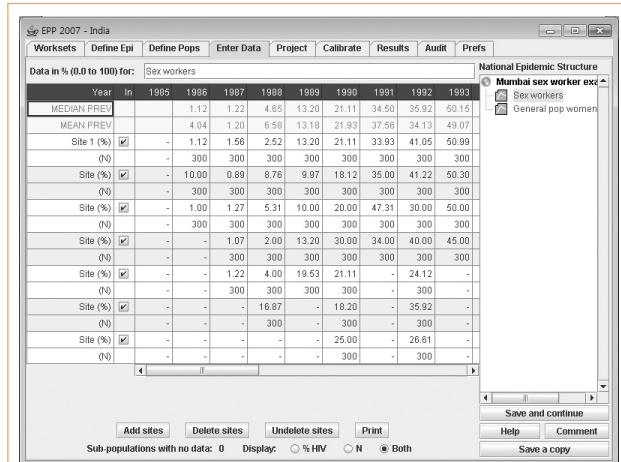 EPP 2007 - India
Worksets Define Epi Define Pops Enter Data Project Calibrate Results Audit Prefs
Data in % (0.0 to 100) for: Sex workers
National Epidemic Structure
Mumbai sex worker exa
Sex workers
General pop women
Year In 1985 1986 1987 1988 1989 1990 1991 1992 1993
MEDIAN PREV 1.12 1.22 4.65 13.20 21.11 34.50 35.92 50.15
MEAN PREV 4.04 1.20 6.58 13.18 21.93 37.56 34.13 49.07
Site 1 (%) - 1.12 1.56 2.52 13.20 21.11 33.93 41.05 50.99
(N) - 300 300 300 300 300 300 300 300
Site (%) - 10.00 0.89 8.76 9.97 18.12 35.00 41.22 50.30
(N) - 300 300 300 300 300 300 300 300
Site (%) - 1.00 1.27 5.31 10.00 20.00 47.31 30.00 50.00
(N) - 300 300 300 300 300 300 300 300
Site (%) - - 1.07 2.00 13.20 30.00 34.00 40.00 45.00
(N) - - 300 300 300 300 300 300 300
Site (%) - - 1.22 4.00 19.53 21.11 - 24.12 -
(N) - - 300 300 300 300 - 300 -
Site (%) - - - 16.87 - 18.20 - 35.92 -
(N) - - - 300 - 300 - 300 -
Site (%) - - - - - 25.00 - 26.61 -
(N) - - - - - 300 - 300 -
Add sites Delete sites Undelete sites Print
Sub-populations with no data: 0 Display: % HIV N Both
Save and continue
Help Comment
Save a copy